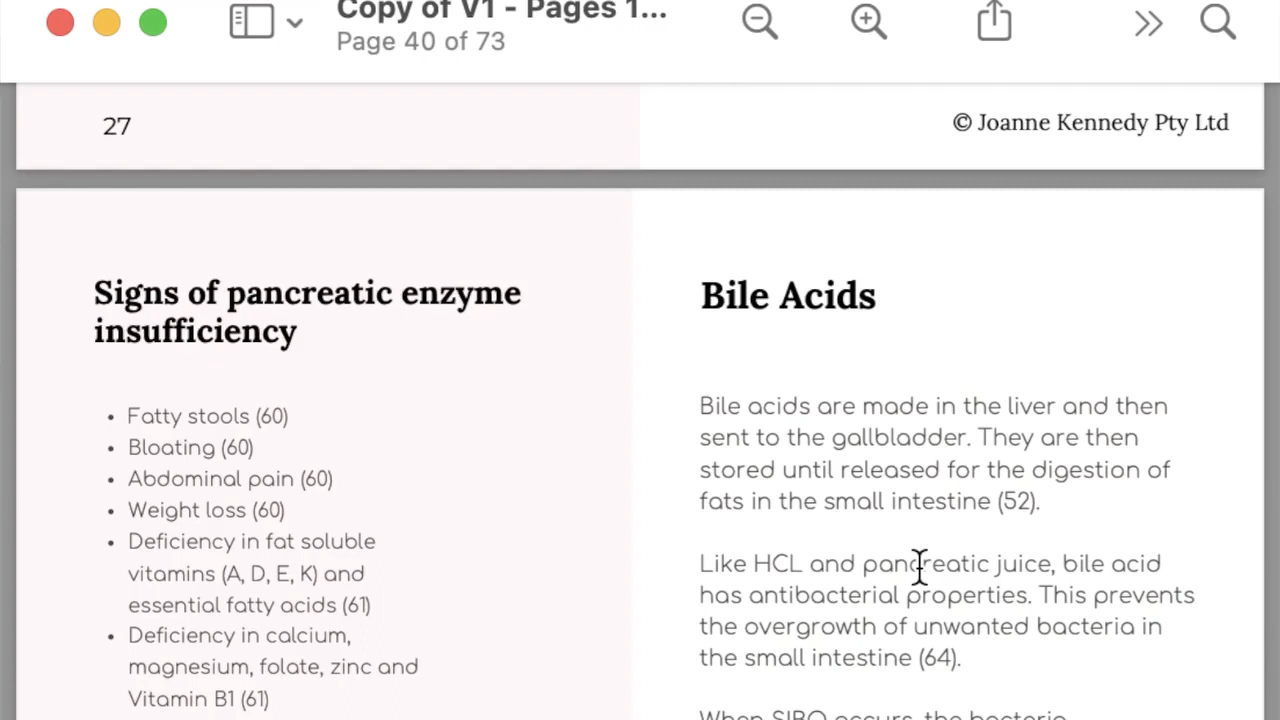 Copy of V1 - Pages 1...
Page 40 of 73
27
© Joanne Kennedy Pty Ltd
Signs of pancreatic enzyme
insufficiency
• Fatty stools (60)
• Bloating (60)
• Abdominal pain (60)
• Weight loss (60)
• Deficiency in fat soluble
vitamins (A, D, E, K) and
essential fatty acids (61)
• Deficiency in calcium,
magnesium, folate, zinc and
Vitamin B1 (61)
Bile Acids
Bile acids are made in the liver and then
sent to the gallbladder. They are then
stored until released for the digestion of
fats in the small intestine (52).
Like HCL and pancreatic juice, bile acid
has antibacterial properties. This prevents
the overgrowth of unwanted bacteria in
the small intestine (64).
When SIBO occurs, the bacteria